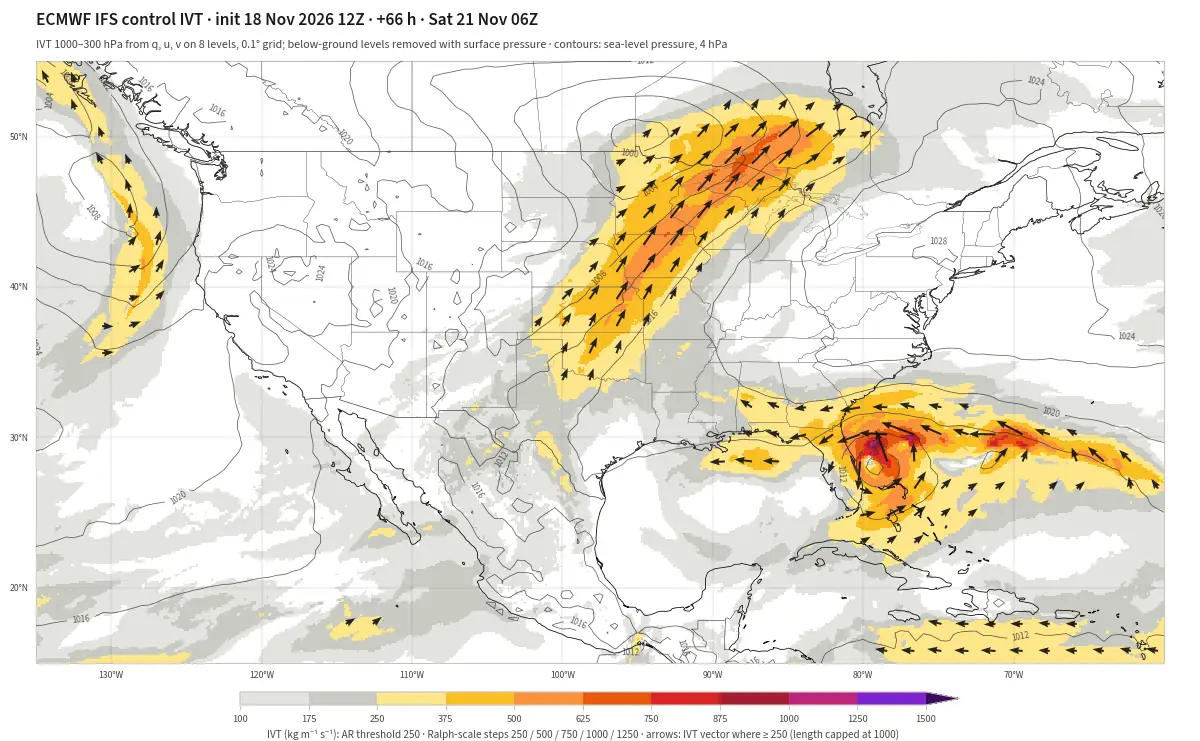 ECMWF IFS control IVT · init 18 Nov 2026 12Z · +66 h · Sat 21 Nov 06Z
IVT 1000–300 hPa from q, u, v on 8 levels, 0.1° grid; below-ground levels removed with surface pressure · contours: sea-level pressure, 4 hPa
1016
1012
1024
1004
1016
1020
50°N
1000
1008
1028
1024
1024
1016
1008
40°N
1020
1016
1024
1020
30°N
1012
1012
1016
1020
20°N
1016
1016
1012
1012
130°W 120°W 110°W 100°W 90°W 80°W 70°W
100 175 250 375 500 625 750 875 1000 1250 1500
IVT (kg m⁻¹ s⁻¹): AR threshold 250 · Ralph-scale steps 250 / 500 / 750 / 1000 / 1250 · arrows: IVT vector where ≥ 250 (length capped at 1000)